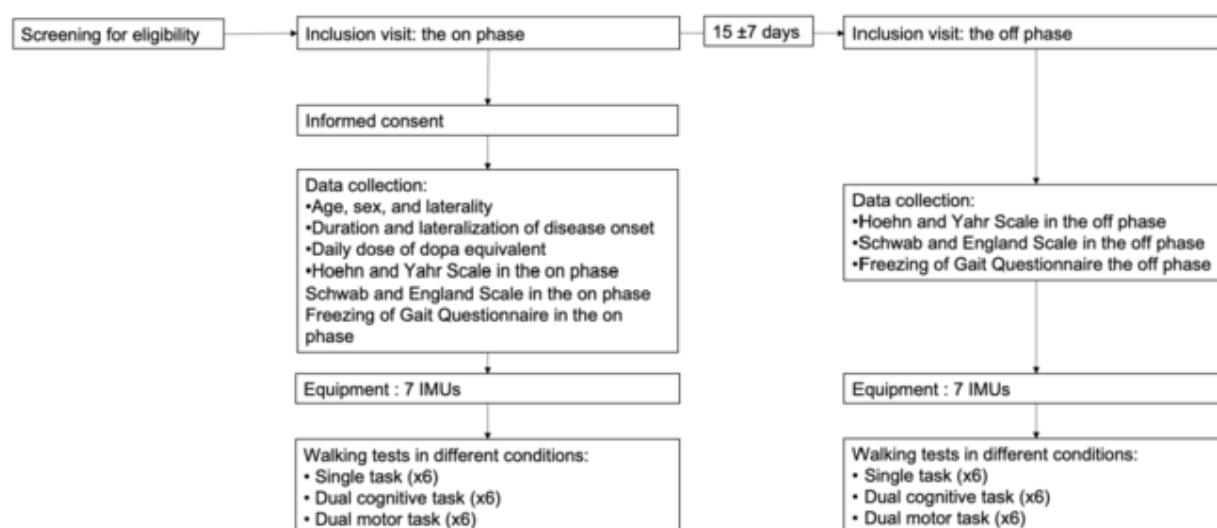 Screening for eligibility
Inclusion visit: the on phase
15 ±7 days
Inclusion visit: the off phase
Informed consent
Data collection:
•Age, sex, and laterality
•Duration and lateralization of disease onset
•Daily dose of dopa equivalent
•Hoehn and Yahr Scale in the on phase
Schwab and England Scale in the on phase
Freezing of Gait Questionnaire in the on
phase
Data collection:
•Hoehn and Yahr Scale in the off phase
•Schwab and England Scale in the off phase
•Freezing of Gait Questionnaire the off phase
Equipment : 7 IMUs
Equipment : 7 IMUs
Walking tests in different conditions:
• Single task (x6)
• Dual cognitive task (x6)
• Dual motor task (x6)
Walking tests in different conditions:
• Single task (x6)
• Dual cognitive task (x6)
• Dual motor task (x6)